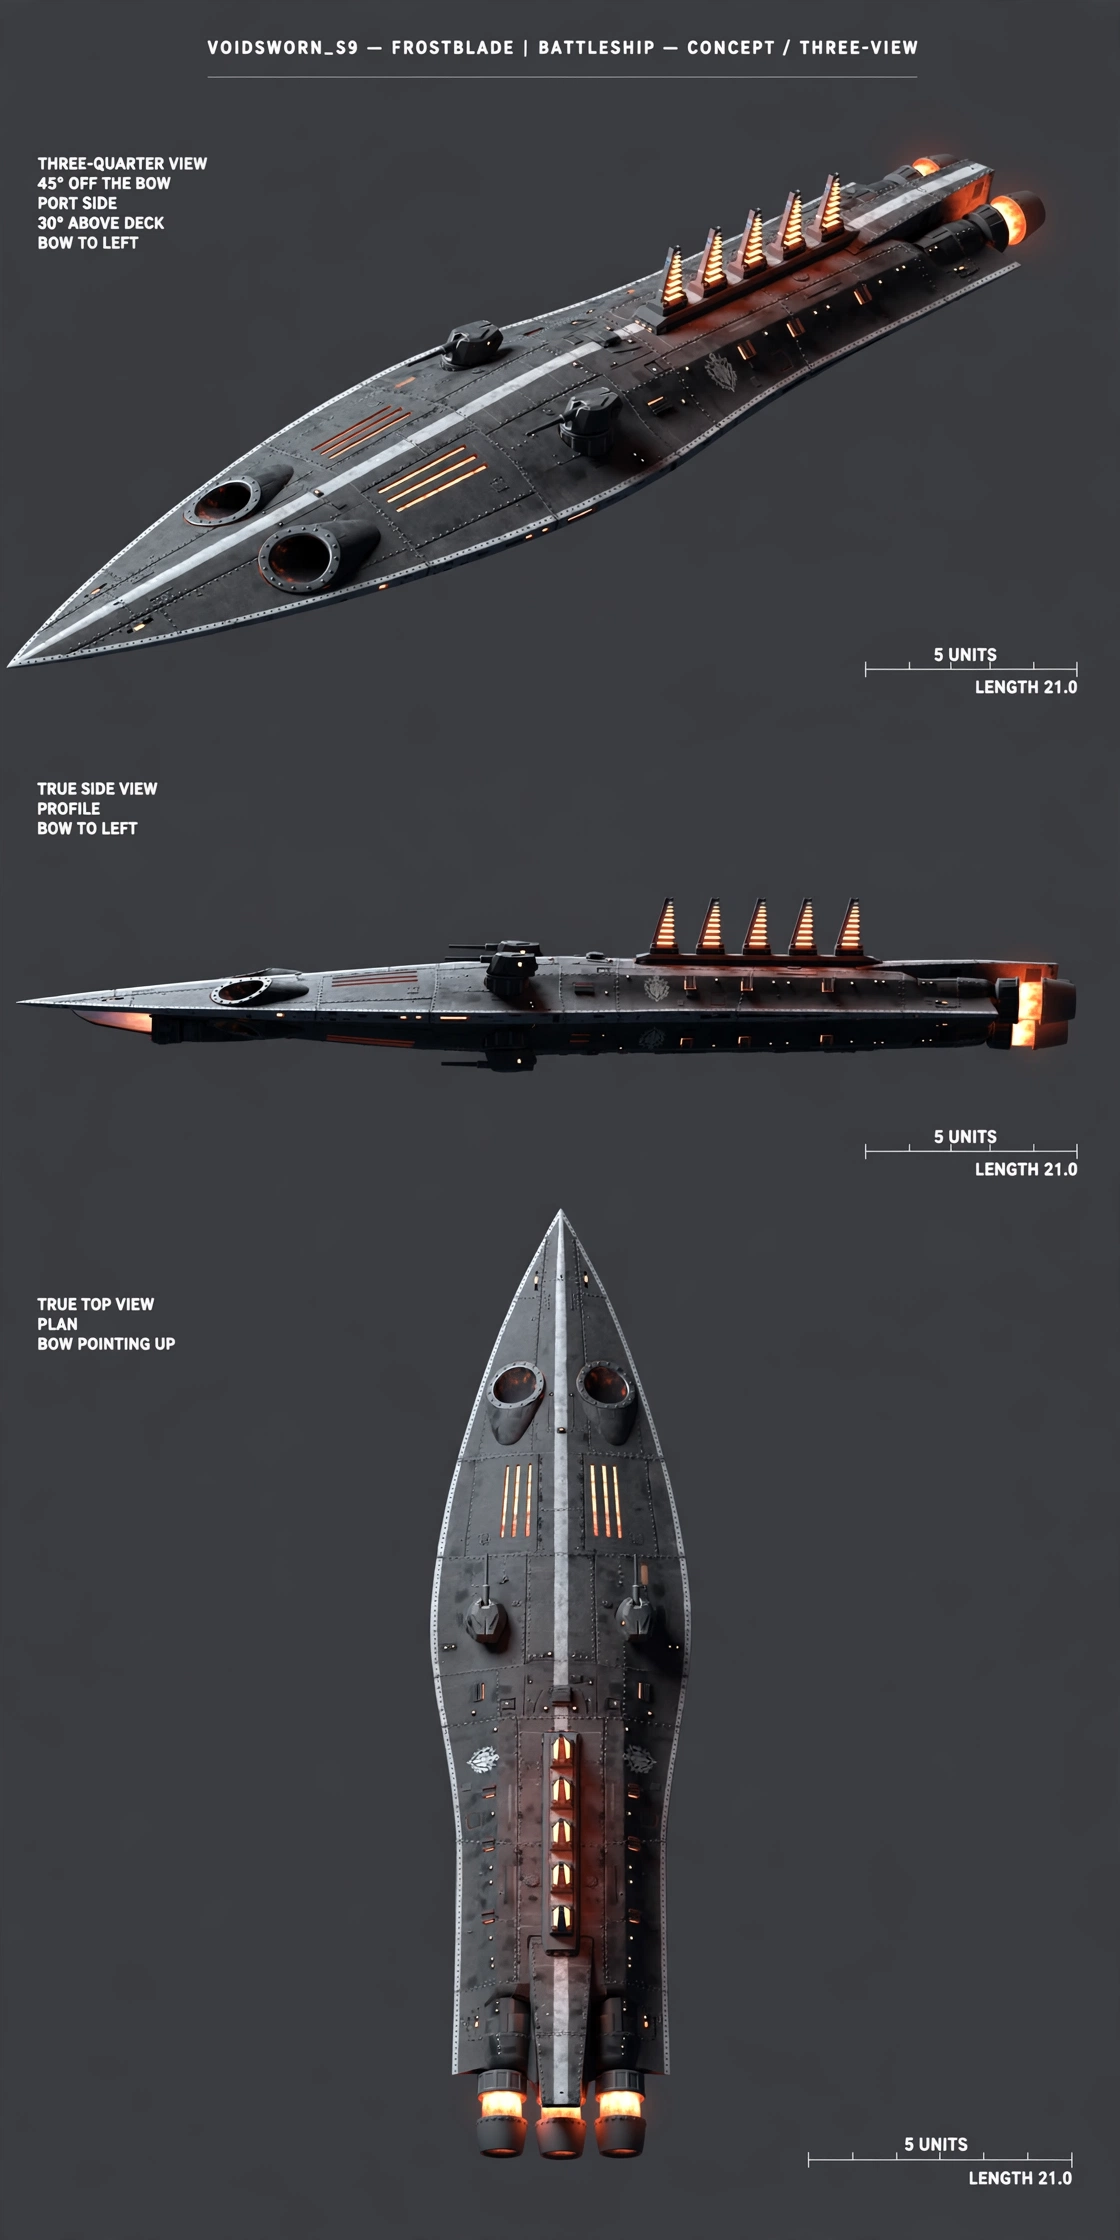 VOIDSWORN_S9 — FROSTBLADE | BATTLESHIP — CONCEPT / THREE-VIEW
THREE-QUARTER VIEW
45° OFF THE BOW
PORT SIDE
30° ABOVE DECK
BOW TO LEFT
5 UNITS
LENGTH 21.0
TRUE SIDE VIEW
PROFILE
BOW TO LEFT
5 UNITS
LENGTH 21.0
TRUE TOP VIEW
PLAN
BOW POINTING UP
5 UNITS
LENGTH 21.0